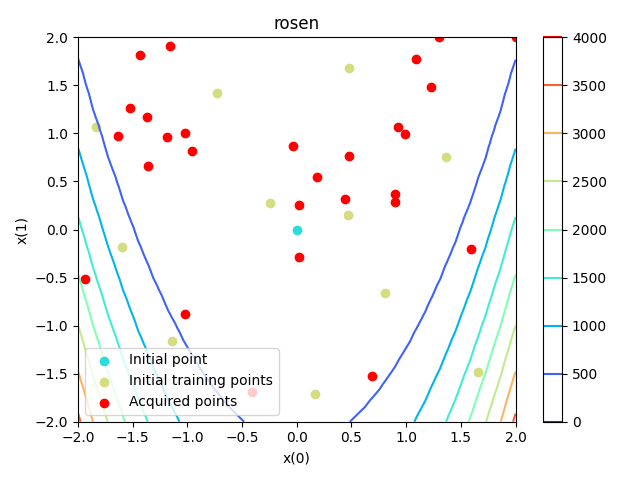 rosen
2.0
1.5
1.0
0.5
0.0
−0.5
−1.0
−1.5
−2.0
x(1)
Initial point
Initial training points
Acquired points
−2.0 −1.5 −1.0 −0.5 0.0 0.5 1.0 1.5 2.0
x(0)
4000
3500
3000
2500
2000
1500
1000
500
0